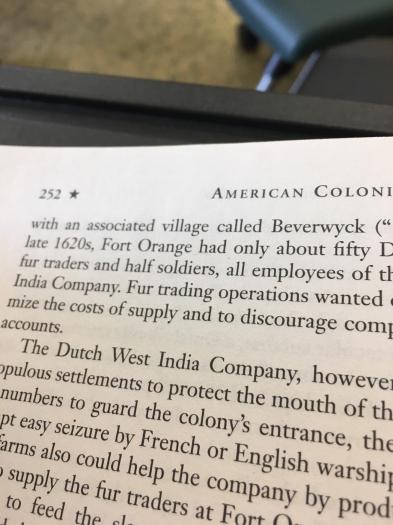 252 ★ AMERICAN COLONI
with an associated village called Beverwyck ("
late 1620s, Fort Orange had only about fifty D
fur traders and half soldiers, all employees of th
India Company. Fur trading operations wanted
mize the costs of supply and to discourage comp
accounts.
The Dutch West India Company, however
opulous settlements to protect the mouth of th
numbers to guard the colony's entrance, the
pt easy seizure by French or English warship
farms also could help the company by prod
supply the fur traders at Fort O
to feed the